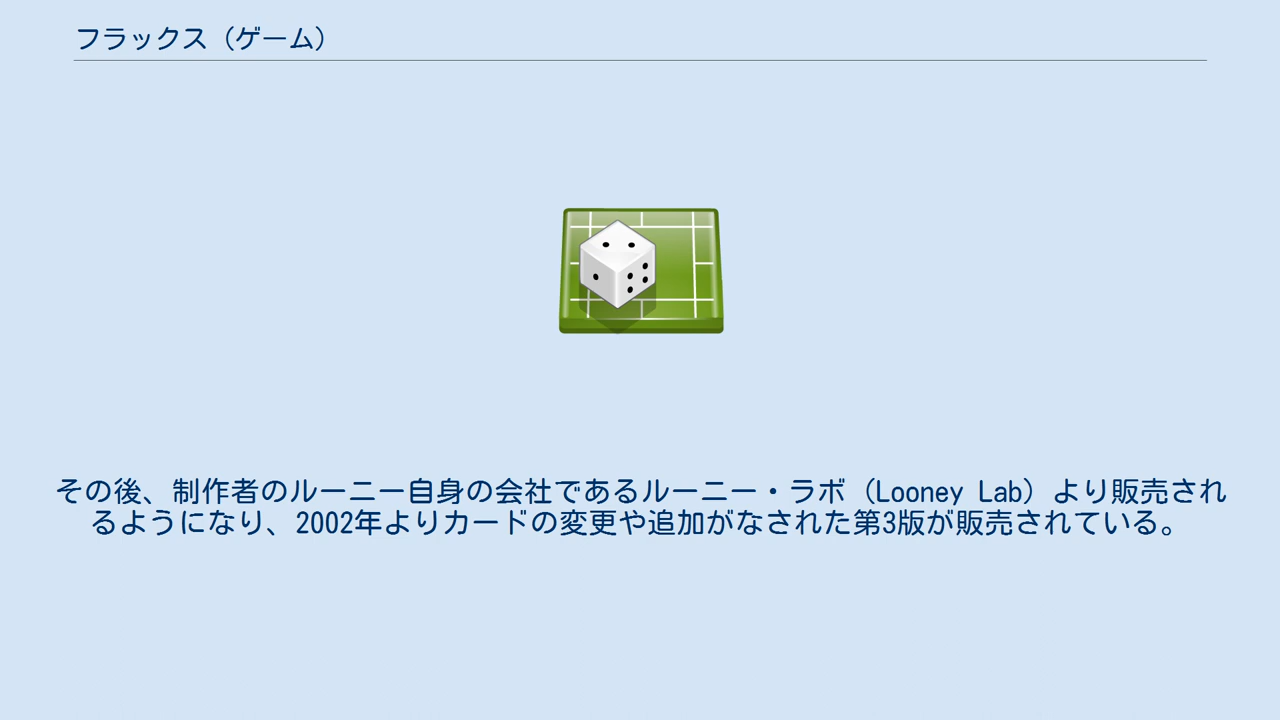 フラックス（ゲーム）
その後、制作者のルーニー自身の会社であるルーニー・ラボ（Looney Lab）より販売され
るようになり、2002年よりカードの変更や追加がなされた第3版が販売されている。